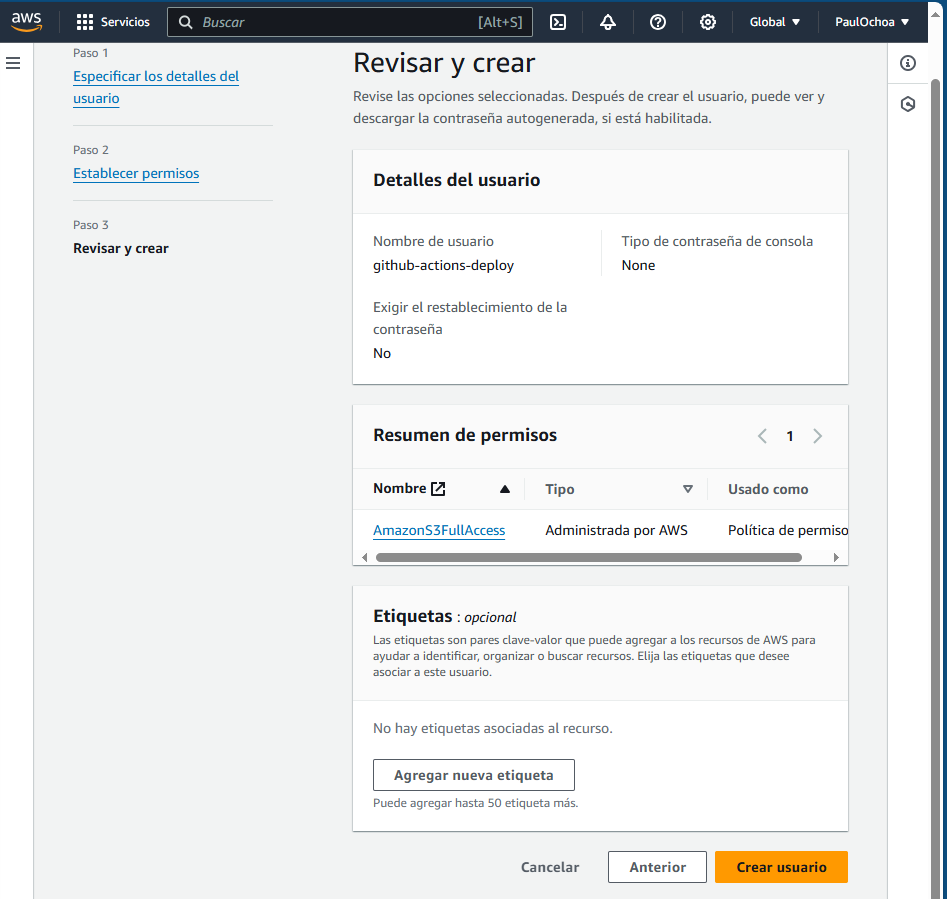 aws
Servicios
Buscar
[Alt+S]
Global
PaulOchoa
Paso 1
Especificar los detalles del
usuario
Paso 2
Establecer permisos
Paso 3
Revisar y crear
Revisar y crear
Revise las opciones seleccionadas. Después de crear el usuario, puede ver y
descargar la contraseña autogenerada, si está habilitada.
Detalles del usuario
Nombre de usuario
github-actions-deploy
Tipo de contraseña de consola
None
Exigir el restablecimiento de la
contraseña
No
Resumen de permisos
1
Nombre
Tipo
Usado como
AmazonS3FullAccess
Administrada por AWS
Política de permiso
Etiquetas : opcional
Las etiquetas son pares clave-valor que puede agregar a los recursos de AWS para
ayudar a identificar, organizar o buscar recursos. Elija las etiquetas que desee
asociar a este usuario.
No hay etiquetas asociadas al recurso.
Agregar nueva etiqueta
Puede agregar hasta 50 etiqueta más.
Cancelar
Anterior
Crear usuario